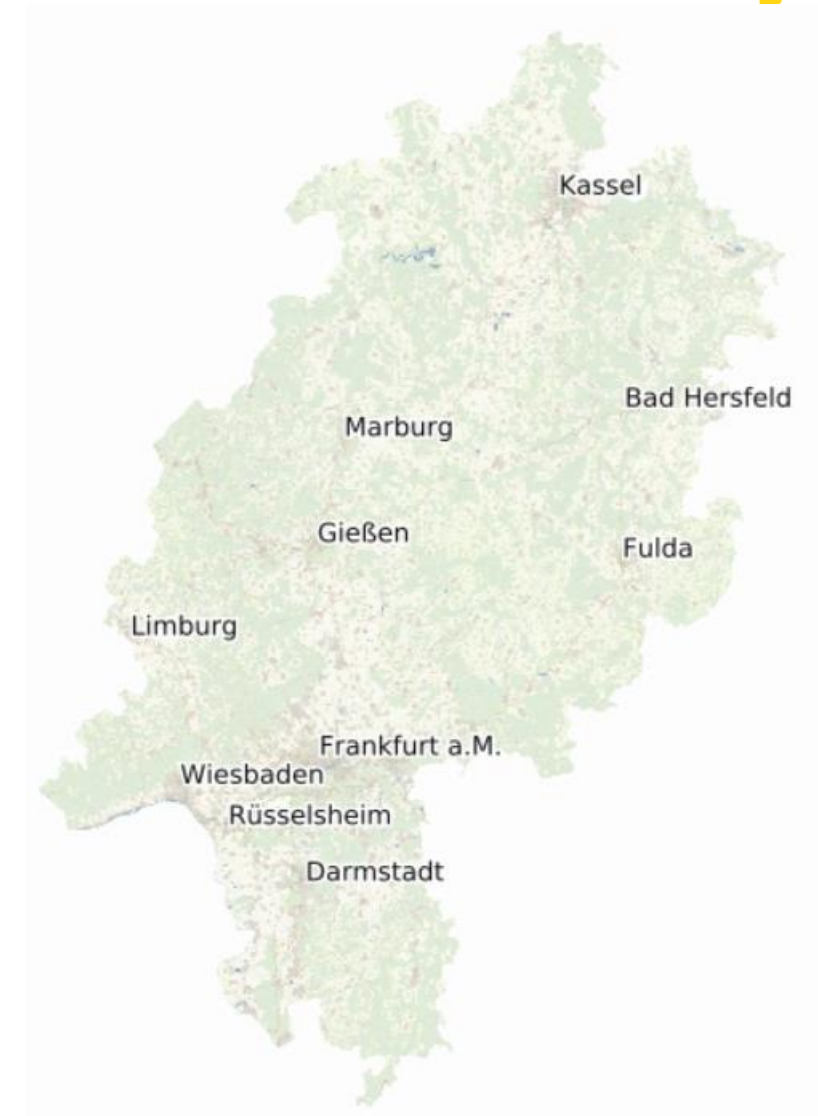 Kassel
Bad Hersfeld
Marburg
Gießen
Fulda
Limburg
Frankfurt a.M.
Wiesbaden
Rüsselsheim
Darmstadt